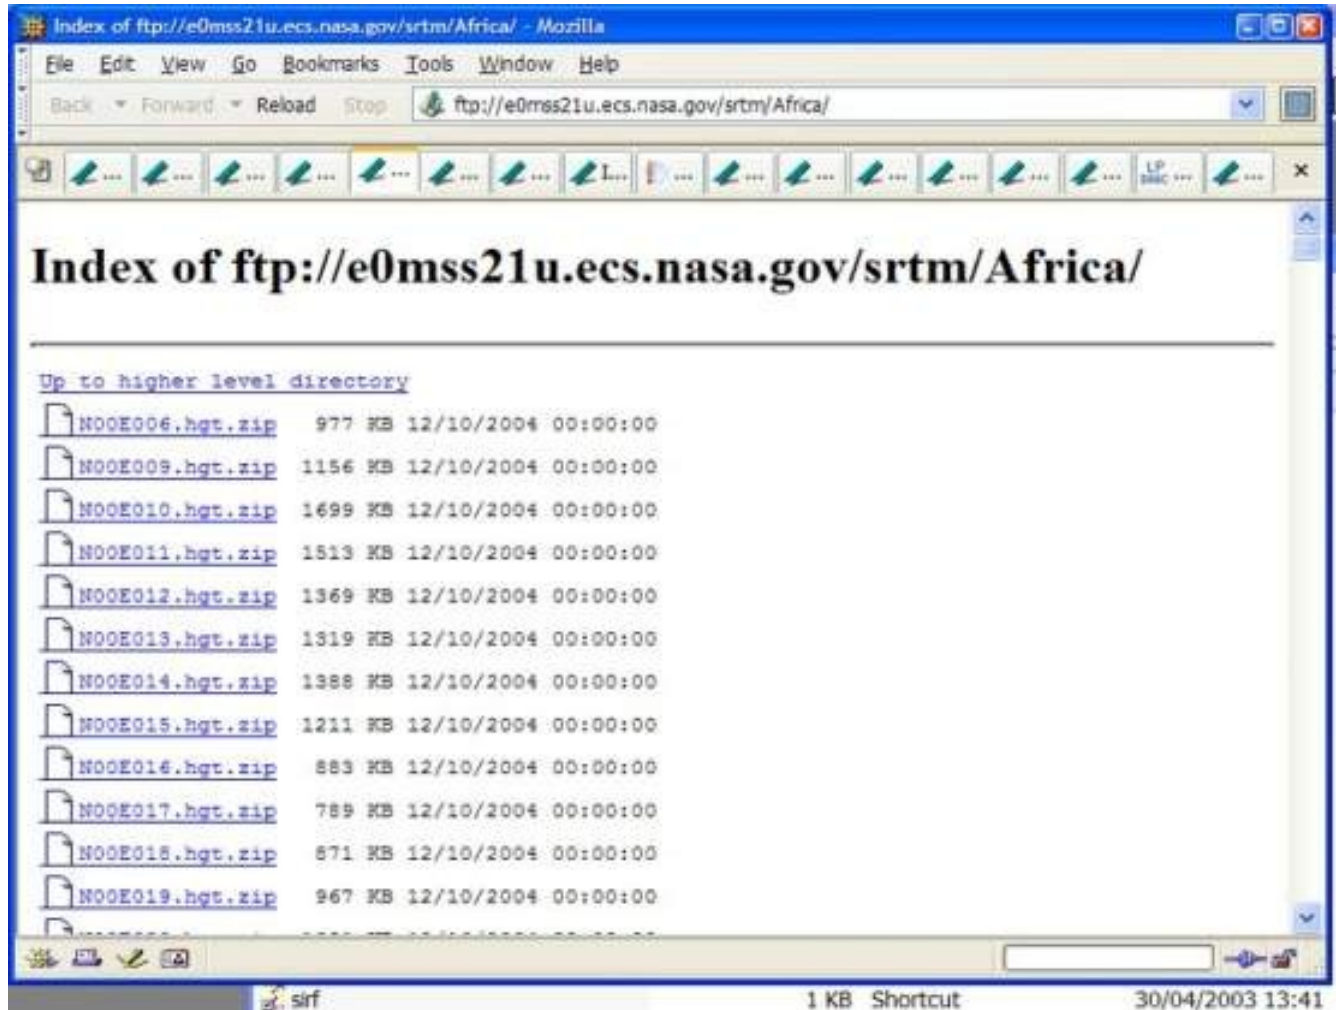 Index of ftp://e0mss21u.ecs.nasa.gov/srtm/Africa/ - Mozilla
File Edit View Go Bookmarks Tools Window Help
Back Forward Reload Stop ftp://e0mss21u.ecs.nasa.gov/srtm/Africa/
... ... ... ... ... ... ... I... ... ... ... ... ... ... ... LP ... ...
Index of ftp://e0mss21u.ecs.nasa.gov/srtm/Africa/
Up to higher level directory
N00E006.hgt.zip 977 KB 12/10/2004 00:00:00
N00E009.hgt.zip 1156 KB 12/10/2004 00:00:00
N00E010.hgt.zip 1699 KB 12/10/2004 00:00:00
N00E011.hgt.zip 1513 KB 12/10/2004 00:00:00
N00E012.hgt.zip 1369 KB 12/10/2004 00:00:00
N00E013.hgt.zip 1319 KB 12/10/2004 00:00:00
N00E014.hgt.zip 1388 KB 12/10/2004 00:00:00
N00E015.hgt.zip 1211 KB 12/10/2004 00:00:00
N00E016.hgt.zip 883 KB 12/10/2004 00:00:00
N00E017.hgt.zip 789 KB 12/10/2004 00:00:00
N00E018.hgt.zip 871 KB 12/10/2004 00:00:00
N00E019.hgt.zip 967 KB 12/10/2004 00:00:00
sirf 1 KB Shortcut 30/04/2003 13:41